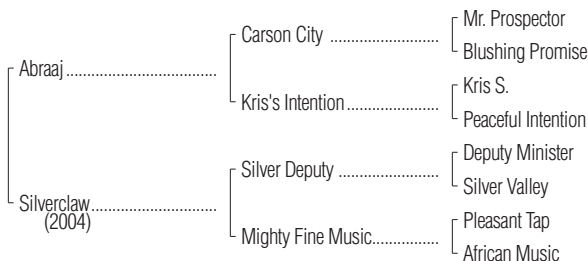 Mr. Prospector
Carson City ......................
Blushing Promise
Abraaj................................
Kris S.
Kris's Intention..................
Peaceful Intention
Deputy Minister
Silver Deputy ....................
Silver Valley
Silverclaw..........................
(2004)
Pleasant Tap
Mighty Fine Music..............
African Music